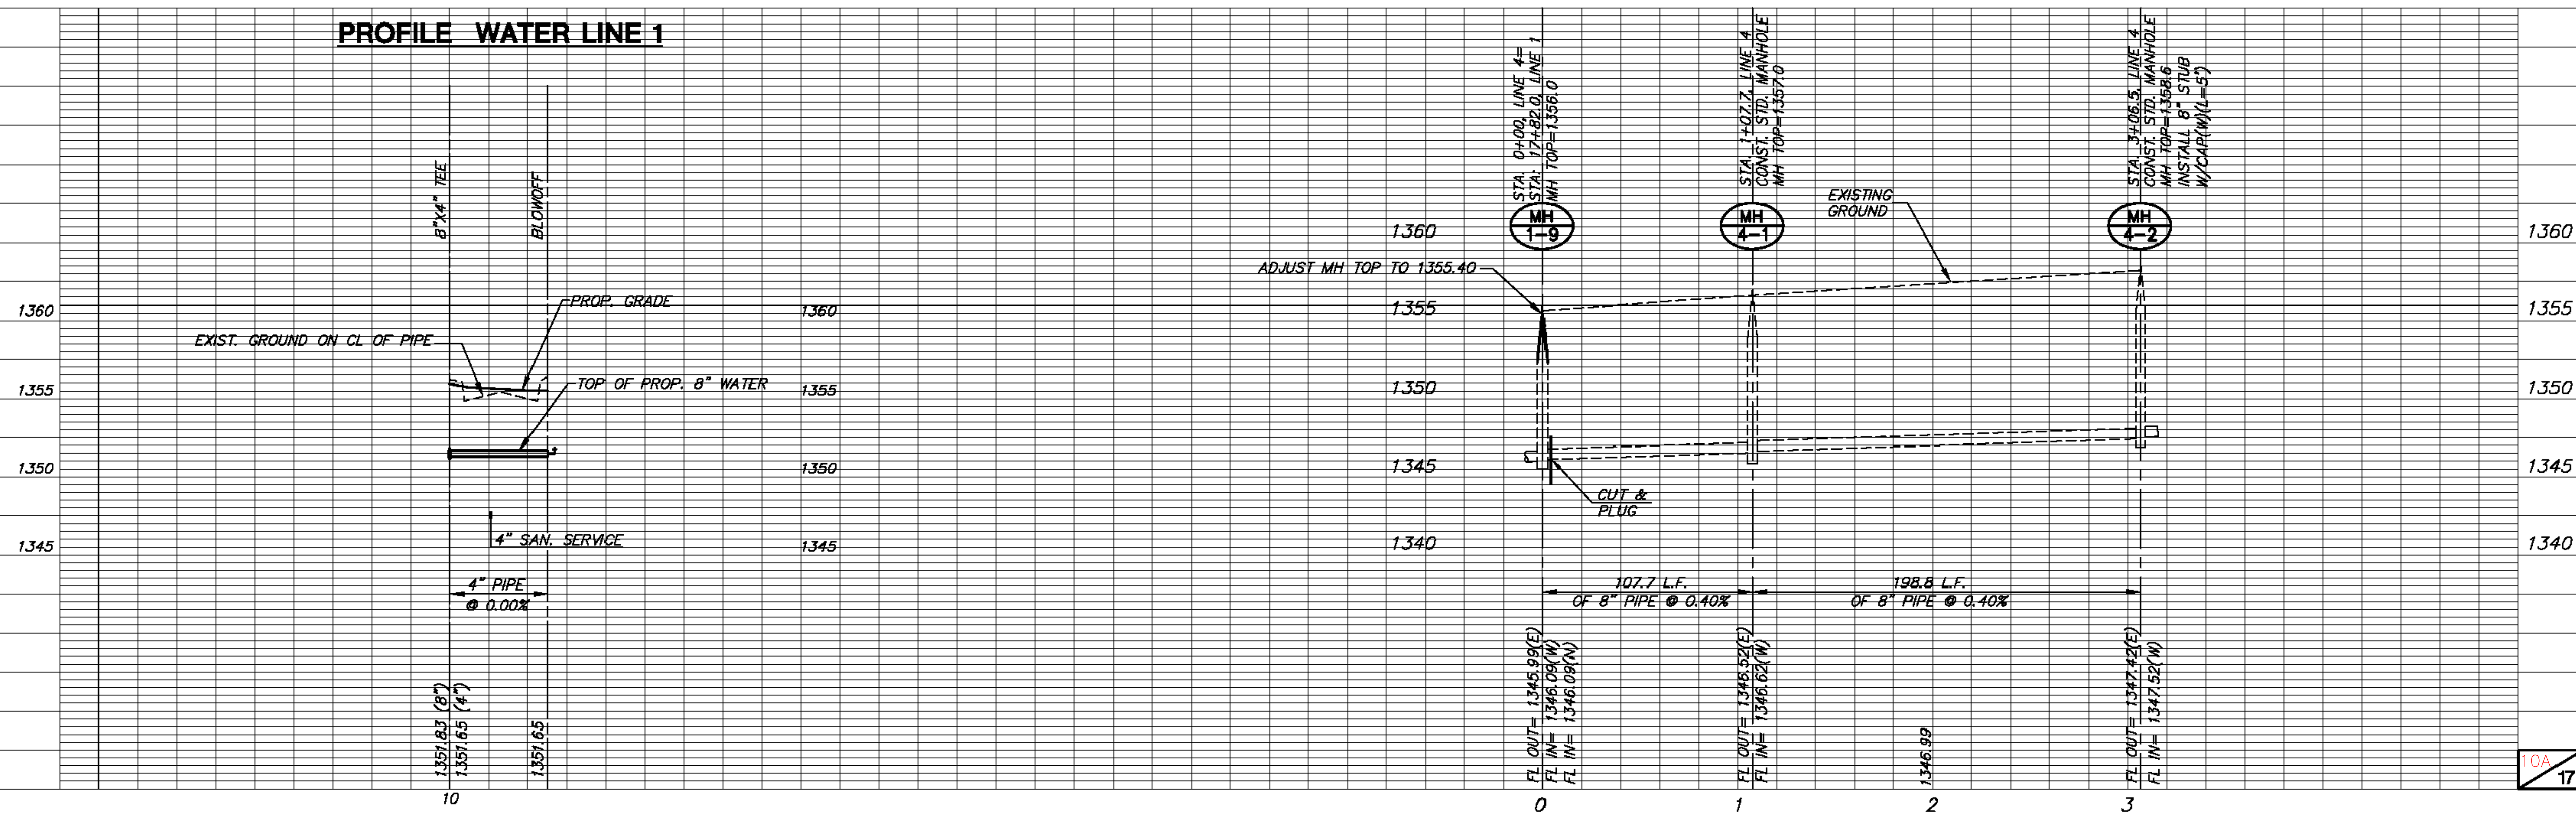 PROFILE WATER LINE 1
8"X4" TEE
BLOWOFF
PROP. GRADE
EXIST. GROUND ON CL OF PIPE
TOP OF PROP. 8" WATER
4" SAN. SERVICE
4" PIPE
@ 0.00%
1351.83 (8")
1351.65 (4")
1351.65
10
1360
1355
1350
1345
1360
1355
1350
1345
STA. 0+00, LINE 4=
STA: 17+82.0, LINE 1
MH TOP=1356.0
MH
1-9
STA. 1+07.7, LINE 4
CONST. STD. MANHOLE
MH TOP=1357.0
MH
4-1
STA. 3+06.5, LINE 4
CONST. STD. MANHOLE
MH TOP=1358.6
INSTALL 8" STUB
W/CAP(W)(L=5')
MH
4-2
EXISTING
GROUND
ADJUST MH TOP TO 1355.40
CUT &
PLUG
1360
1355
1350
1345
1340
1360
1355
1350
1345
1340
107.7 L.F.
OF 8" PIPE @ 0.40%
198.8 L.F.
OF 8" PIPE @ 0.40%
FL OUT= 1345.99(E)
FL IN= 1346.09(W)
FL IN= 1346.09(N)
FL OUT= 1346.52(E)
FL IN= 1346.62(W)
1346.99
FL OUT= 1347.42(E)
FL IN= 1347.52(W)
0
1
2
3
10A
17